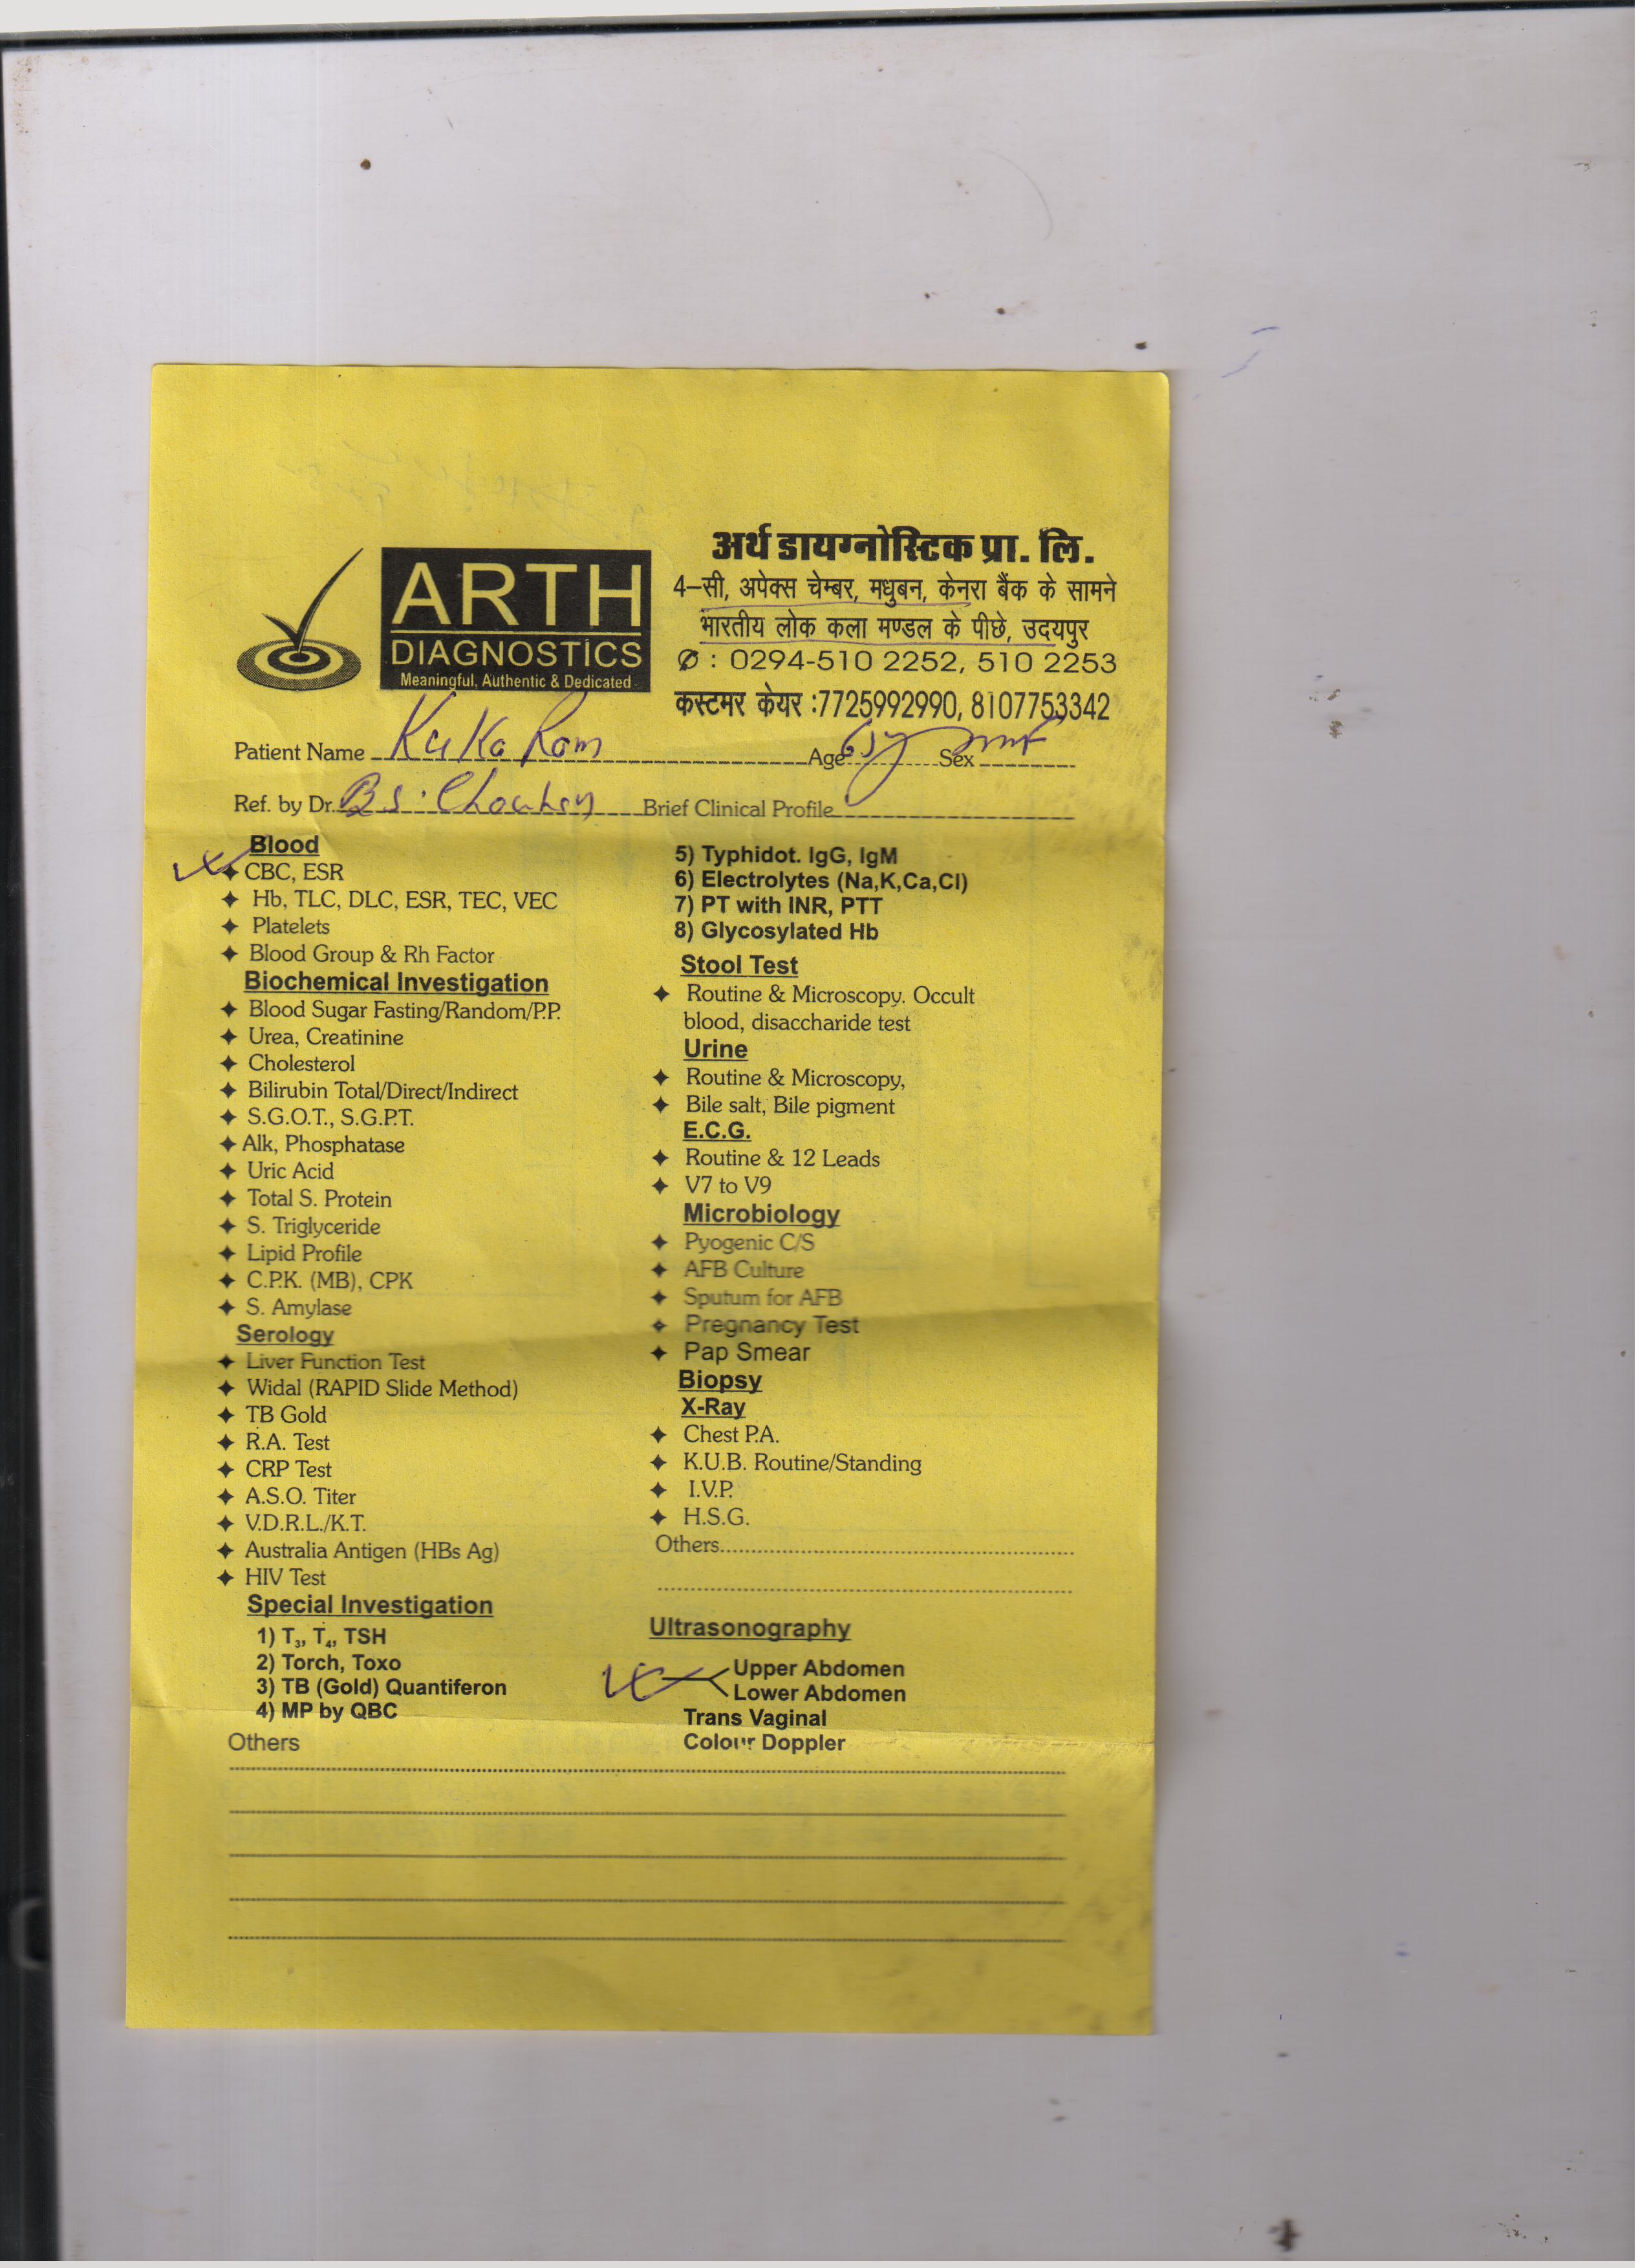 अर्थ डायग्नोस्टिक प्रा. लि.
4–सी, अपेक्स चेम्बर, मधुबन, केनरा बैंक के सामने
भारतीय लोक कला मण्डल के पीछे, उदयपुर
✆ : 0294-510 2252, 510 2253
कस्टमर केयर :7725992990, 8107753342
ARTH
DIAGNOSTICS
Meaningful, Authentic & Dedicated
Patient Name Kuka Ram Age 65y Sex
Ref. by Dr. B S. Chouhan Brief Clinical Profile
Blood
CBC, ESR
Hb, TLC, DLC, ESR, TEC, VEC
Platelets
Blood Group & Rh Factor
Biochemical Investigation
Blood Sugar Fasting/Random/P.P.
Urea, Creatinine
Cholesterol
Bilirubin Total/Direct/Indirect
S.G.O.T., S.G.P.T.
Alk, Phosphatase
Uric Acid
Total S. Protein
S. Triglyceride
Lipid Profile
C.P.K. (MB), CPK
S. Amylase
Serology
Liver Function Test
Widal (RAPID Slide Method)
TB Gold
R.A. Test
CRP Test
A.S.O. Titer
V.D.R.L./K.T.
Australia Antigen (HBs Ag)
HIV Test
Special Investigation
1) T3, T4, TSH
2) Torch, Toxo
3) TB (Gold) Quantiferon
4) MP by QBC
Others
5) Typhidot. IgG, IgM
6) Electrolytes (Na,K,Ca,Cl)
7) PT with INR, PTT
8) Glycosylated Hb
Stool Test
Routine & Microscopy. Occult
blood, disaccharide test
Urine
Routine & Microscopy,
Bile salt, Bile pigment
E.C.G.
Routine & 12 Leads
V7 to V9
Microbiology
Pyogenic C/S
AFB Culture
Sputum for AFB
Pregnancy Test
Pap Smear
Biopsy
X-Ray
Chest P.A.
K.U.B. Routine/Standing
I.V.P.
H.S.G.
Others
Ultrasonography
Upper Abdomen
Lower Abdomen
Trans Vaginal
Colour Doppler